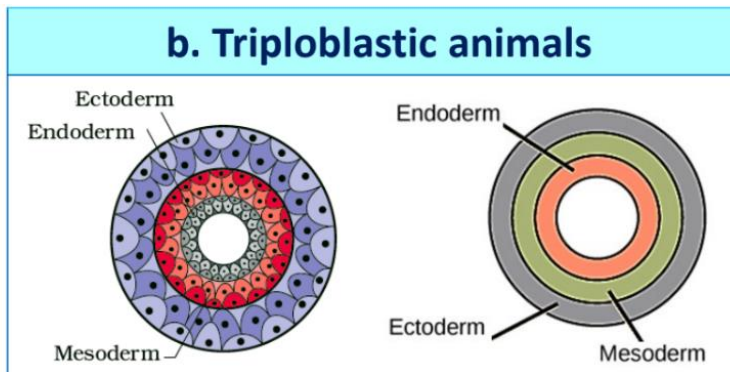 b. Triploblastic animals
Ectoderm
Endoderm
Mesoderm
Endoderm
Ectoderm
Mesoderm